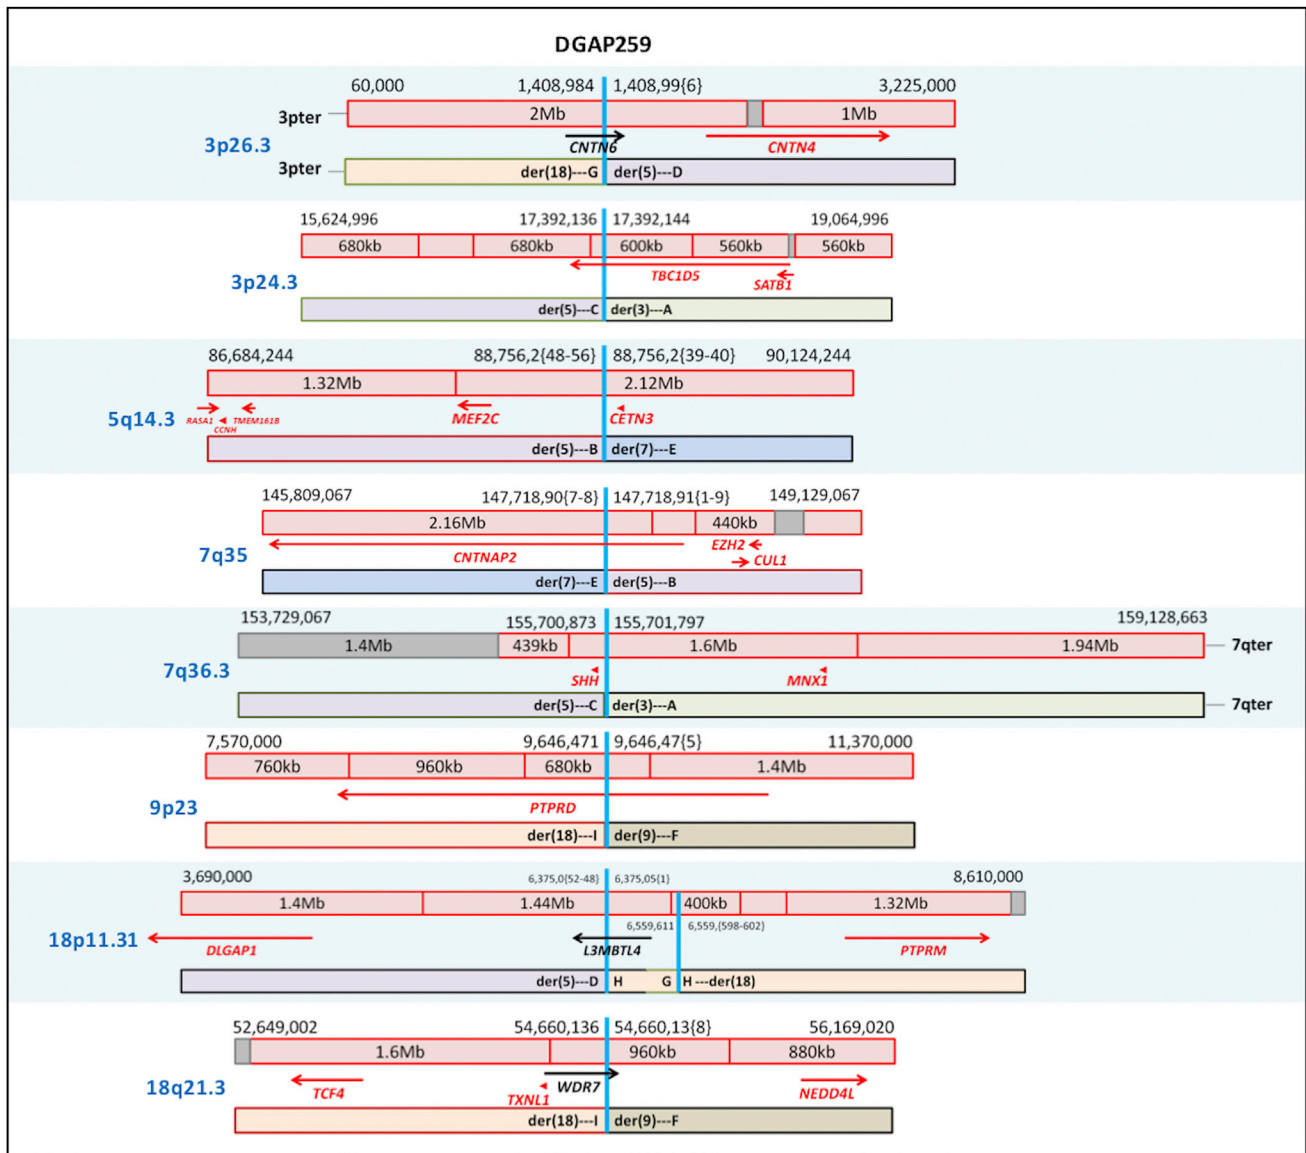 DGAP259
60,000 1,408,984 1,408,99{6} 3,225,000
3pter 2Mb 1Mb
3p26.3 CNTN6 CNTN4
3pter der(18)---G der(5)---D
15,624,996 17,392,136 17,392,144 19,064,996
680kb 680kb 600kb 560kb 560kb
3p24.3 TBC1D5 SATB1
der(5)---C der(3)---A
86,684,244 88,756,2{48-56} 88,756,2{39-40} 90,124,244
1.32Mb 2.12Mb
5q14.3 RASA1 CCNH TMEM161B MEF2C CETN3
der(5)---B der(7)---E
145,809,067 147,718,90{7-8} 147,718,91{1-9} 149,129,067
2.16Mb 440kb
7q35 CNTNAP2 EZH2 CUL1
der(7)---E der(5)---B
153,729,067 155,700,873 155,701,797 159,128,663
1.4Mb 439kb 1.6Mb 1.94Mb 7qter
7q36.3 SHH MNX1
der(5)---C der(3)---A 7qter
7,570,000 9,646,471 9,646,47{5} 11,370,000
760kb 960kb 680kb 1.4Mb
9p23 PTPRD
der(18)---I der(9)---F
3,690,000 6,375,0{52-48} 6,375,05{1} 8,610,000
1.4Mb 1.44Mb 400kb 1.32Mb
6,559,611 6,559,{598-602}
18p11.31 DLGAP1 L3MBTL4 PTPRM
der(5)---D H G H ---der(18)
52,649,002 54,660,136 54,660,13{8} 56,169,020
1.6Mb 960kb 880kb
18q21.3 TCF4 TXNL1 WDR7 NEDD4L
der(18)---I der(9)---F